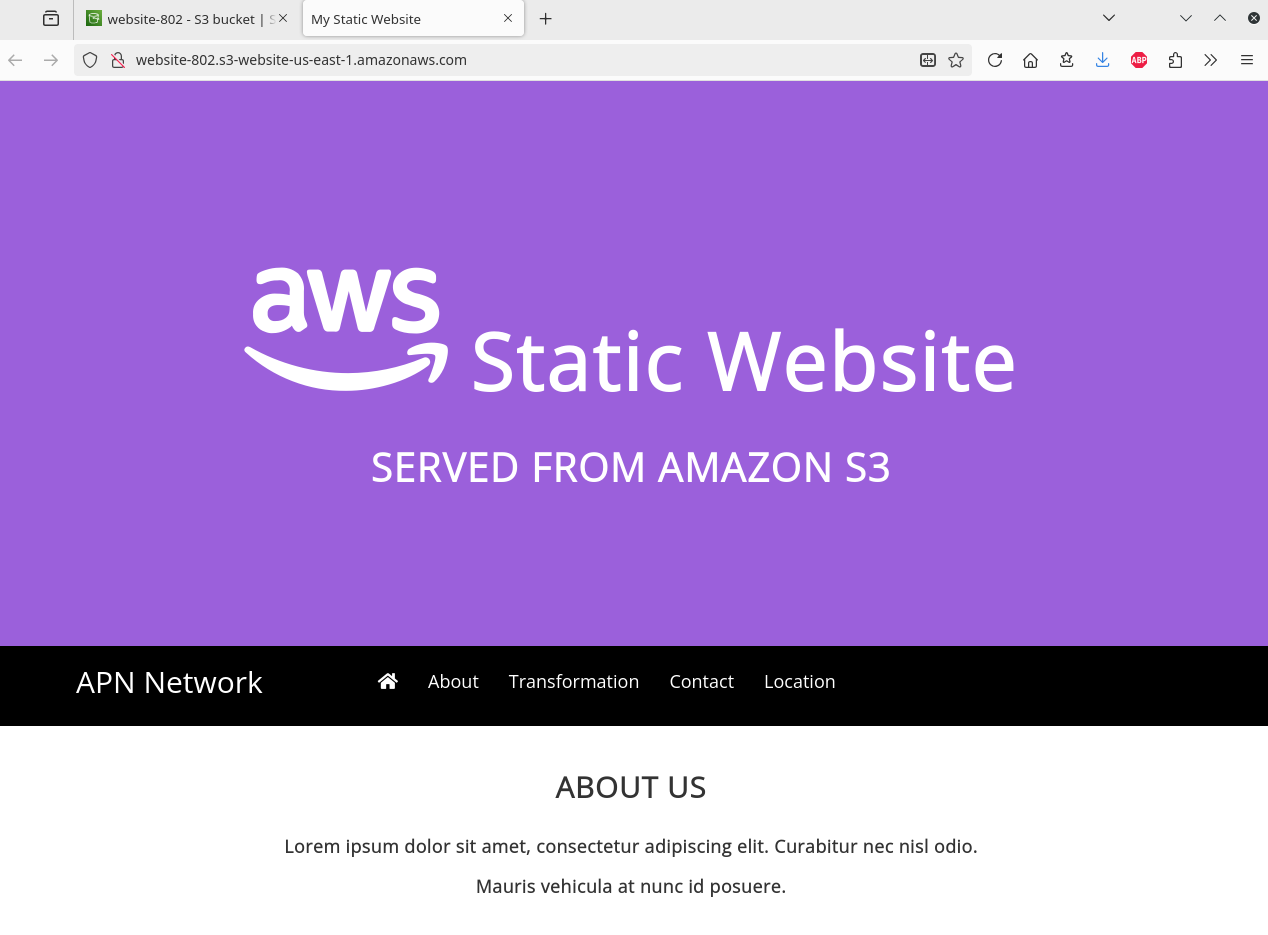 website-802 - S3 bucket | S
My Static Website
website-802.s3-website-us-east-1.amazonaws.com
ABP
aws
Static Website
SERVED FROM AMAZON S3
APN Network
About Transformation Contact Location
ABOUT US
Lorem ipsum dolor sit amet, consectetur adipiscing elit. Curabitur nec nisl odio.
Mauris vehicula at nunc id posuere.